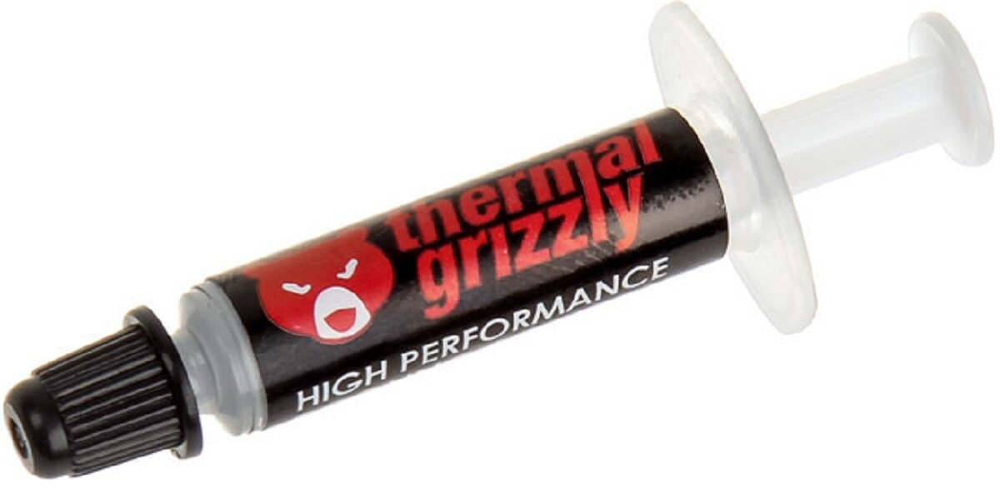 thermal
grizzly
HIGH PERFORMANCE